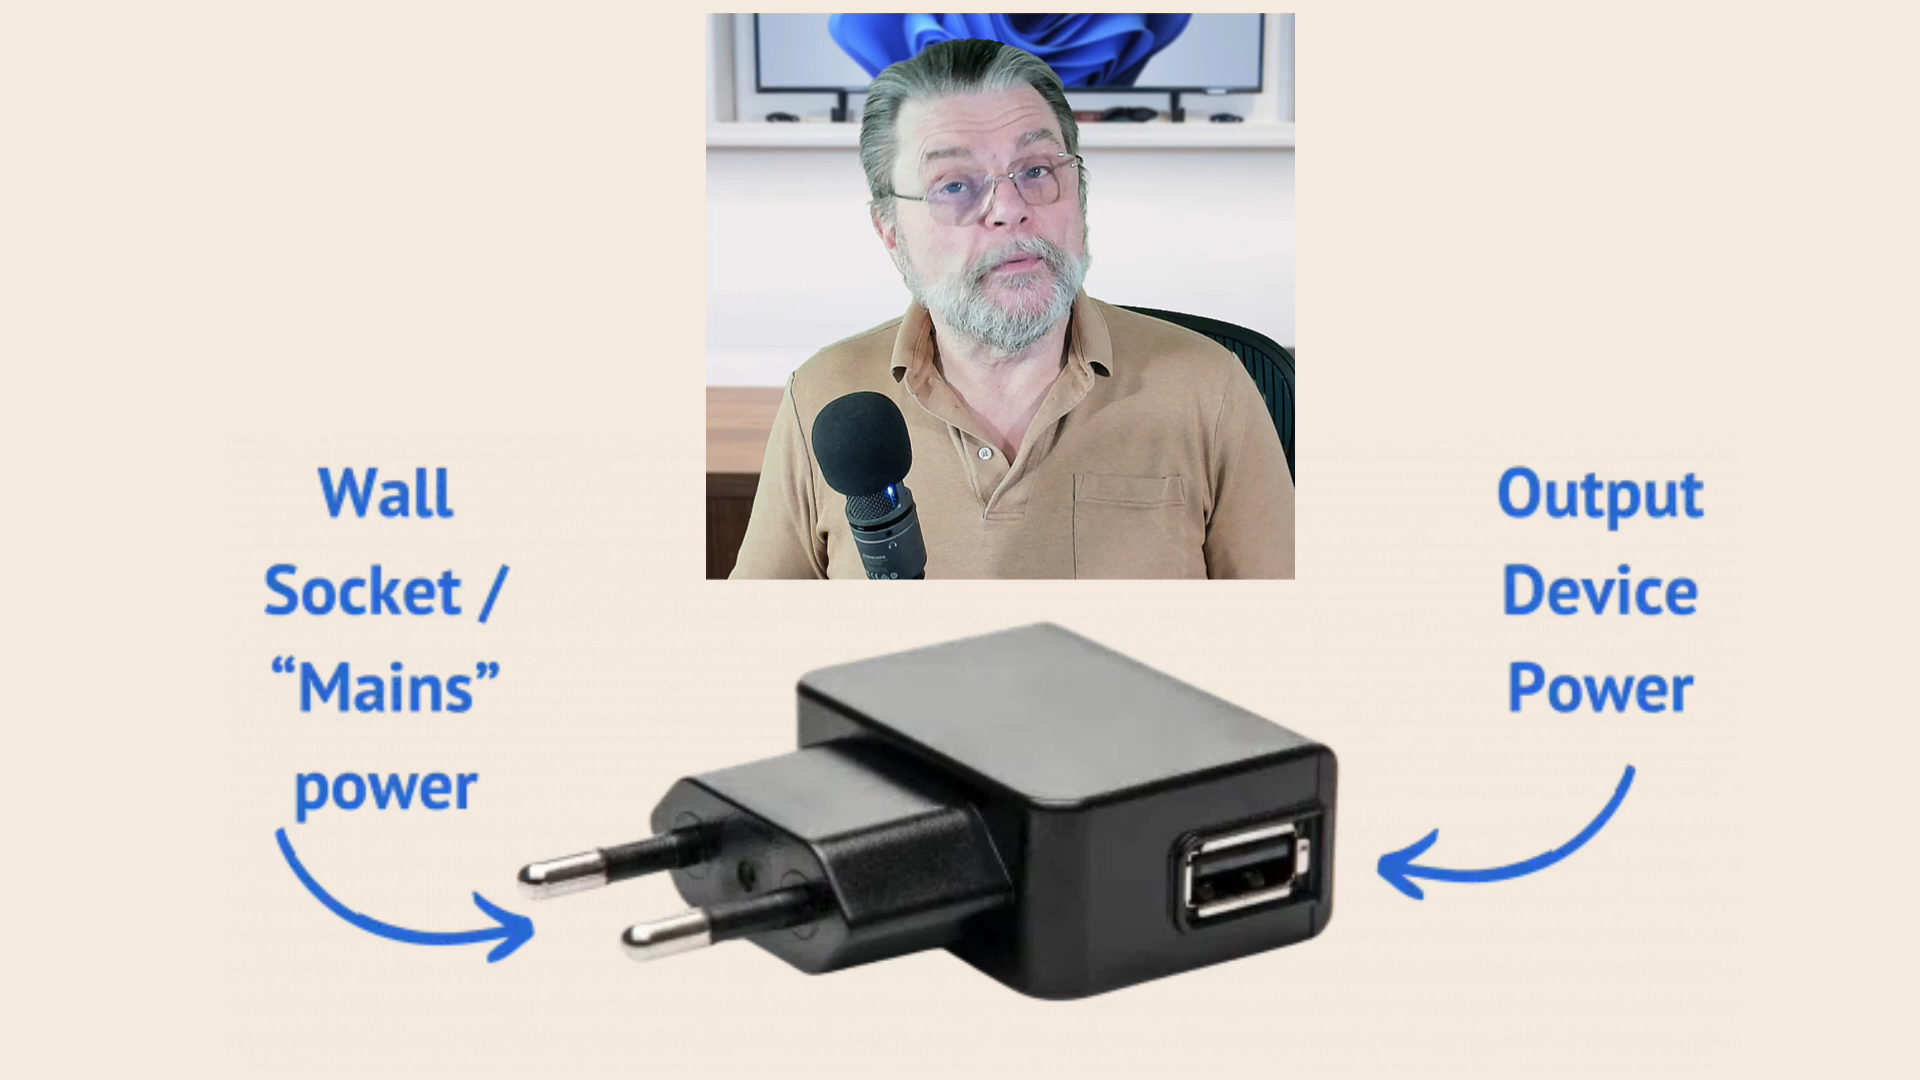 Wall
Socket /
“Mains”
power
Output
Device
Power